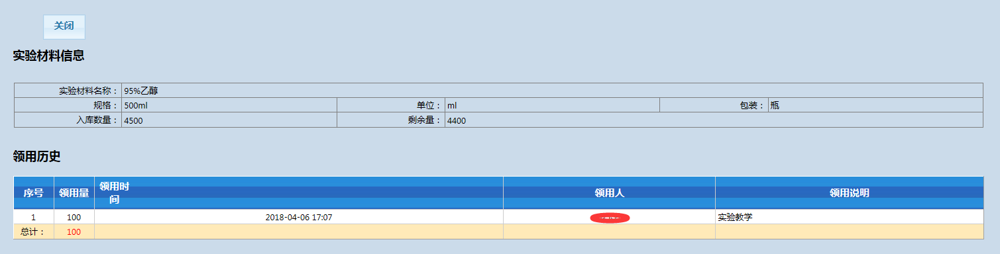 关闭
实验材料信息
实验材料名称： 95%乙醇
规格： 500ml 单位： ml 包装： 瓶
入库数量： 4500 剩余量： 4400
领用历史
序号 领用量 领用时间 领用人 领用说明
1 100 2018-04-06 17:07 实验教学
总计： 100